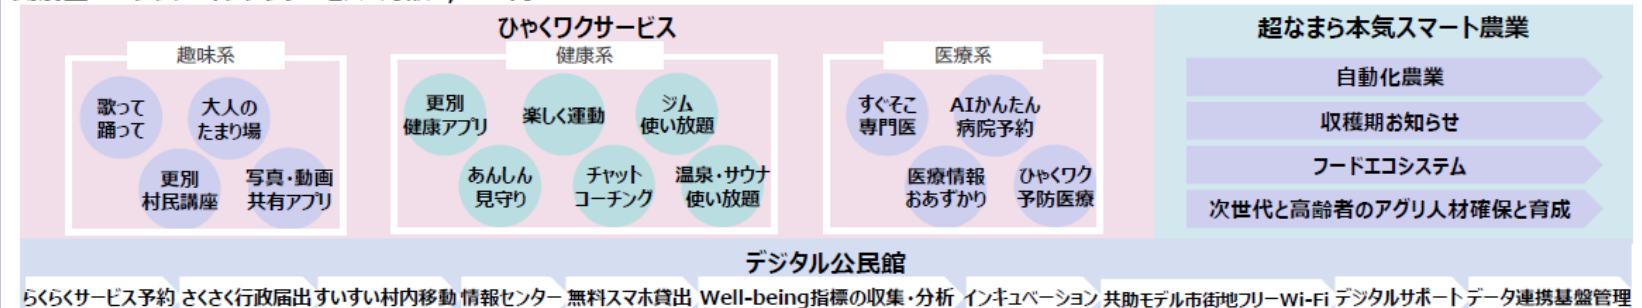 ひゃくワクサービス
趣味系
歌って
踊って
大人の
たまり場
更別
村民講座
写真・動画
共有アプリ
健康系
更別
健康アプリ
楽しく運動
ジム
使い放題
あんしん
見守り
チャット
コーチング
温泉・サウナ
使い放題
医療系
すぐそこ
専門医
AIかんたん
病院予約
医療情報
おあずかり
ひゃくワク
予防医療
超なまら本気スマート農業
自動化農業
収穫期お知らせ
フードエコシステム
次世代と高齢者のアグリ人材確保と育成
デジタル公民館
らくらくサービス予約 さくさく行政届出 すいすい村内移動 情報センター 無料スマホ貸出 Well-being指標の収集・分析 インキュベーション 共助モデル市街地フリーWi-Fi デジタルサポート データ連携基盤管理